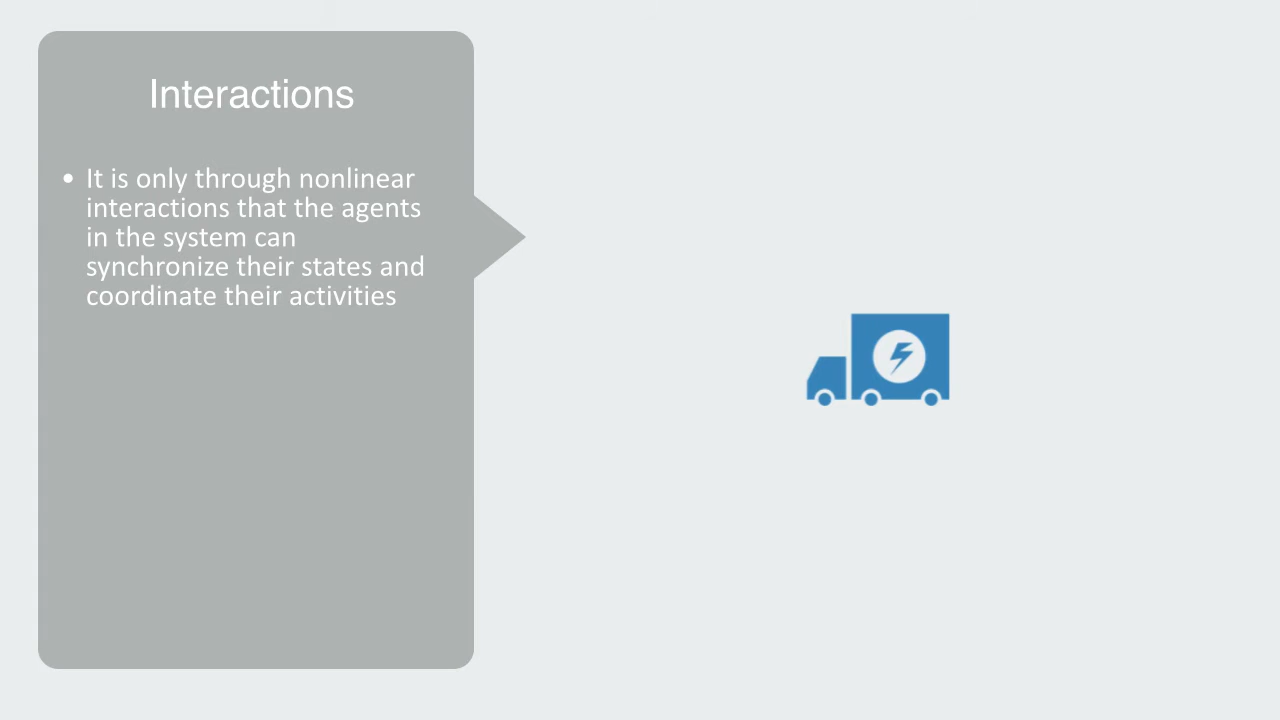 Interactions
• It is only through nonlinear
interactions that the agents
in the system can
synchronize their states and
coordinate their activities